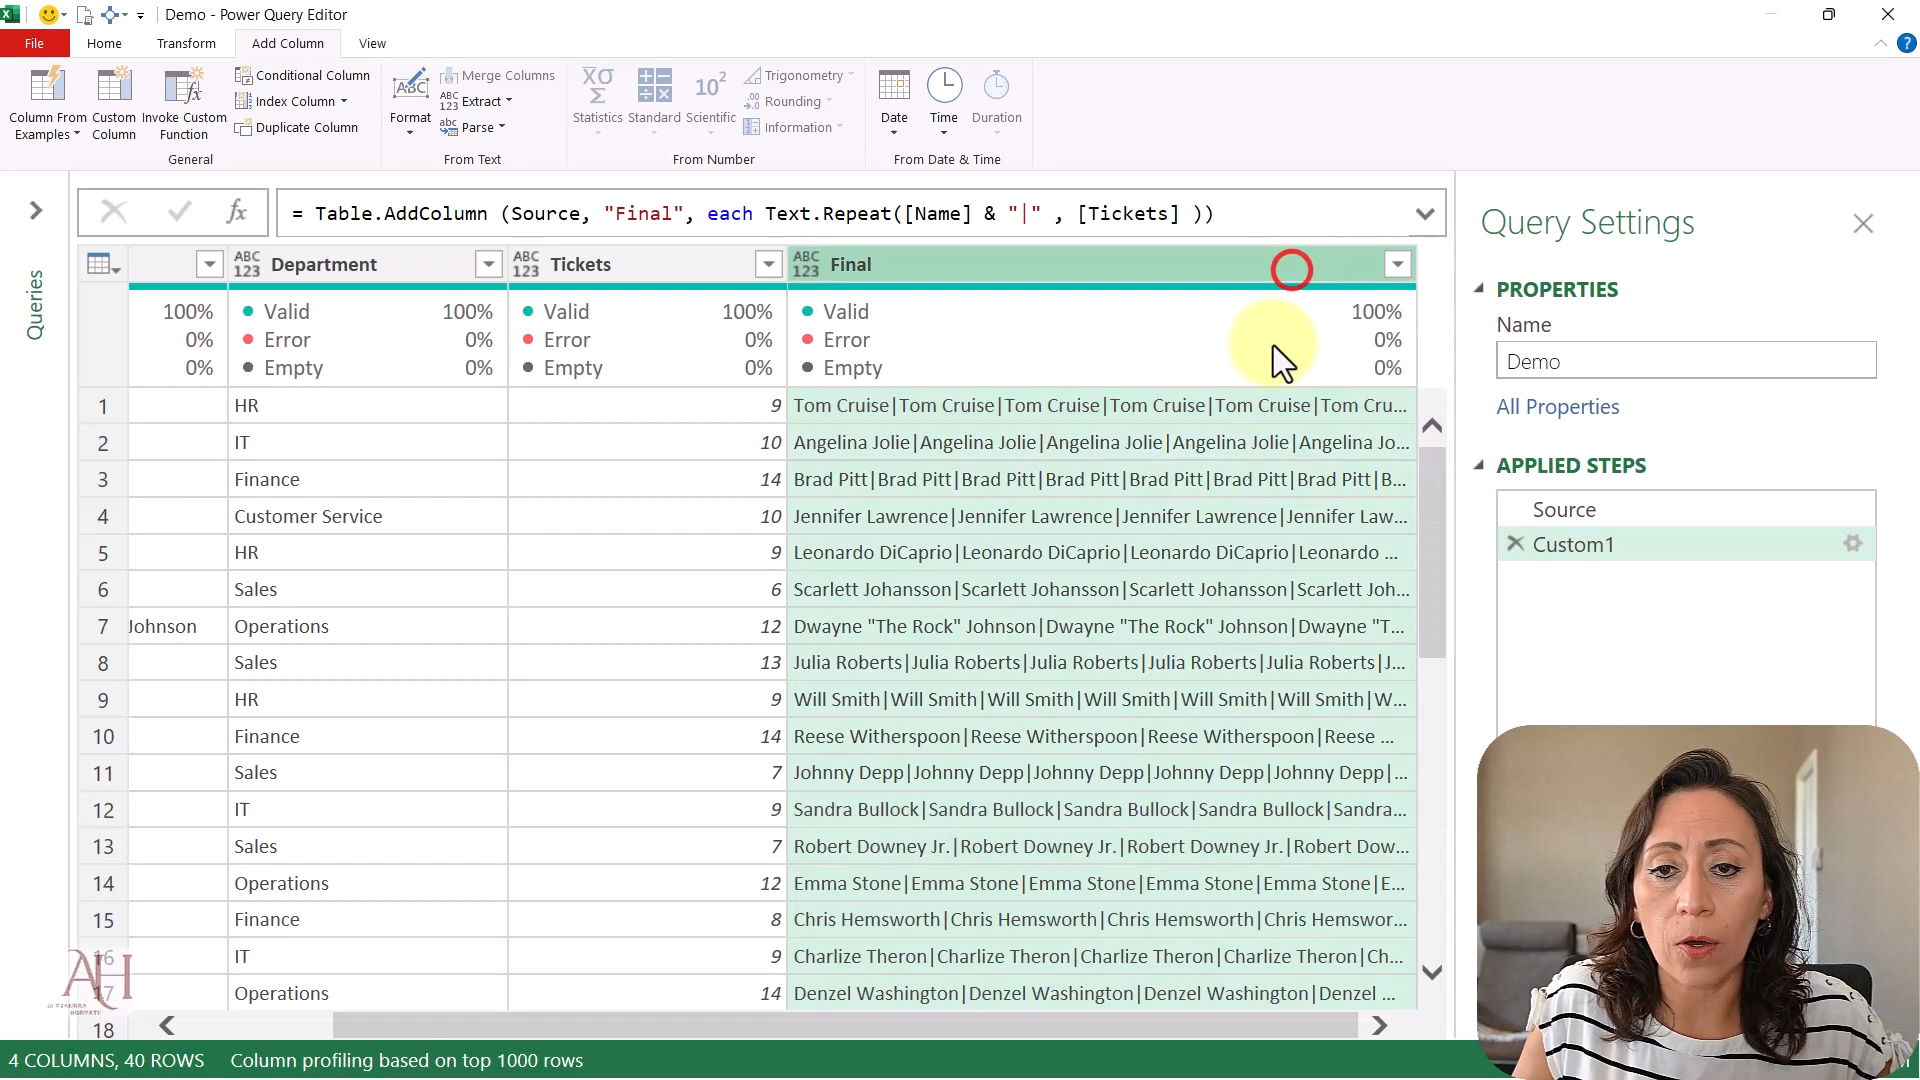 Demo - Power Query Editor
File Home Transform Add Column View
Column From Examples
Custom Column
Invoke Custom Function
Conditional Column
Index Column
Duplicate Column
General
Format
Merge Columns
Extract
Parse
From Text
Statistics
Standard
Scientific
Trigonometry
Rounding
Information
From Number
Date
Time
Duration
From Date & Time
= Table.AddColumn (Source, "Final", each Text.Repeat([Name] & "|" , [Tickets] ))
Queries
Department Tickets Final
100% Valid 100% Valid 100% Valid 100%
0% Error 0% Error 0% Error 0%
0% Empty 0% Empty 0% Empty 0%
1 HR 9 Tom Cruise|Tom Cruise|Tom Cruise|Tom Cruise|Tom Cruise|Tom Cru...
2 IT 10 Angelina Jolie|Angelina Jolie|Angelina Jolie|Angelina Jolie|Angelina Jo...
3 Finance 14 Brad Pitt|Brad Pitt|Brad Pitt|Brad Pitt|Brad Pitt|Brad Pitt|Brad Pitt|B...
4 Customer Service 10 Jennifer Lawrence|Jennifer Lawrence|Jennifer Lawrence|Jennifer Law...
5 HR 9 Leonardo DiCaprio|Leonardo DiCaprio|Leonardo DiCaprio|Leonardo ...
6 Sales 6 Scarlett Johansson|Scarlett Johansson|Scarlett Johansson|Scarlett Joh...
7 Johnson Operations 12 Dwayne "The Rock" Johnson|Dwayne "The Rock" Johnson|Dwayne "T...
8 Sales 13 Julia Roberts|Julia Roberts|Julia Roberts|Julia Roberts|Julia Roberts|J...
9 HR 9 Will Smith|Will Smith|Will Smith|Will Smith|Will Smith|Will Smith|W...
10 Finance 14 Reese Witherspoon|Reese Witherspoon|Reese Witherspoon|Reese ...
11 Sales 7 Johnny Depp|Johnny Depp|Johnny Depp|Johnny Depp|Johnny Depp|...
12 IT 9 Sandra Bullock|Sandra Bullock|Sandra Bullock|Sandra Bullock|Sandra...
13 Sales 7 Robert Downey Jr.|Robert Downey Jr.|Robert Downey Jr.|Robert Dow...
14 Operations 12 Emma Stone|Emma Stone|Emma Stone|Emma Stone|Emma Stone|E...
15 Finance 8 Chris Hemsworth|Chris Hemsworth|Chris Hemsworth|Chris Hemswor...
16 IT 9 Charlize Theron|Charlize Theron|Charlize Theron|Charlize Theron|Ch...
17 Operations 14 Denzel Washington|Denzel Washington|Denzel Washington|Denzel ...
18
AH
ALEJANDRA
HORVATH
Query Settings
PROPERTIES
Name
Demo
All Properties
APPLIED STEPS
Source
Custom1
4 COLUMNS, 40 ROWS Column profiling based on top 1000 rows